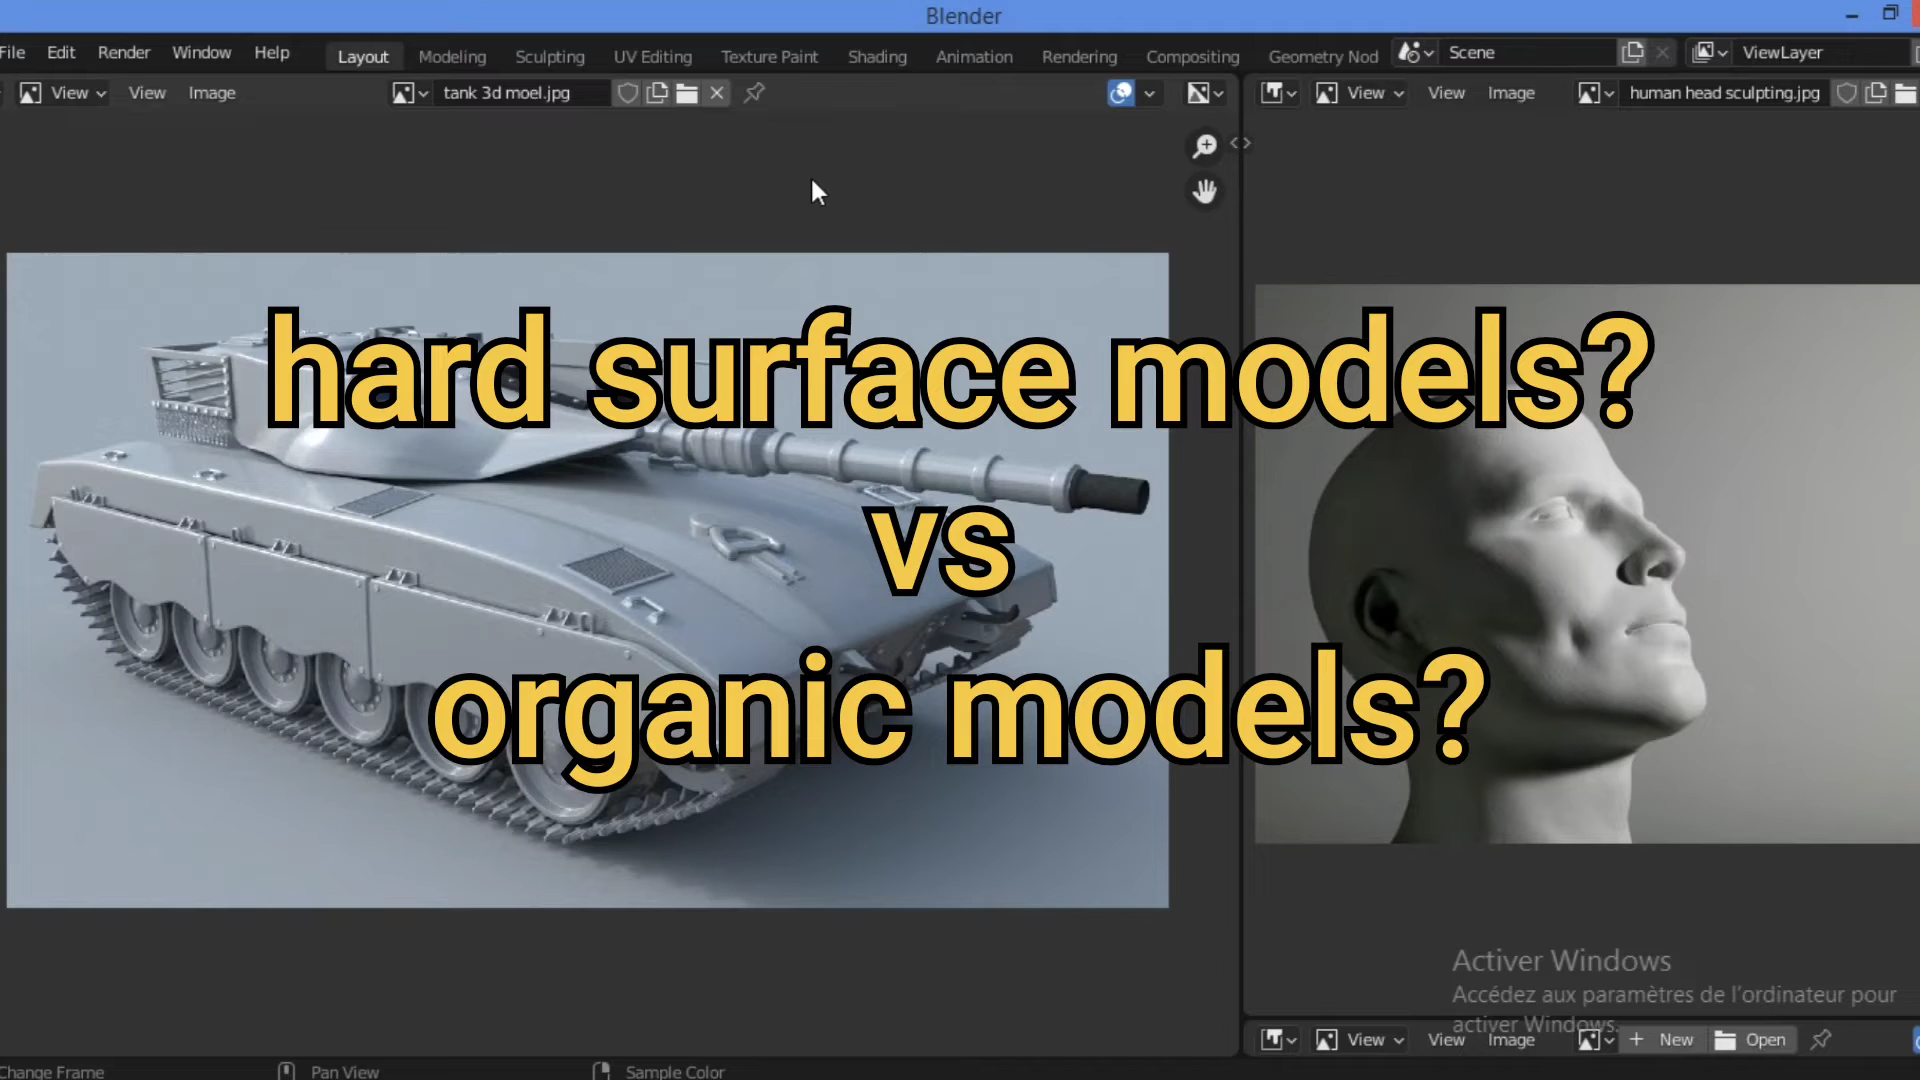 Blender
File Edit Render Window Help Layout Modeling Sculpting UV Editing Texture Paint Shading Animation Rendering Compositing Geometry Nod Scene ViewLayer
View View Image tank 3d moel.jpg View View Image human head sculpting.jpg
hard surface models?
vs
organic models?
Activer Windows
Accédez aux paramètres de l'ordinateur pour
activer Windows.
View View Image New Open
Change Frame Pan View Sample Color